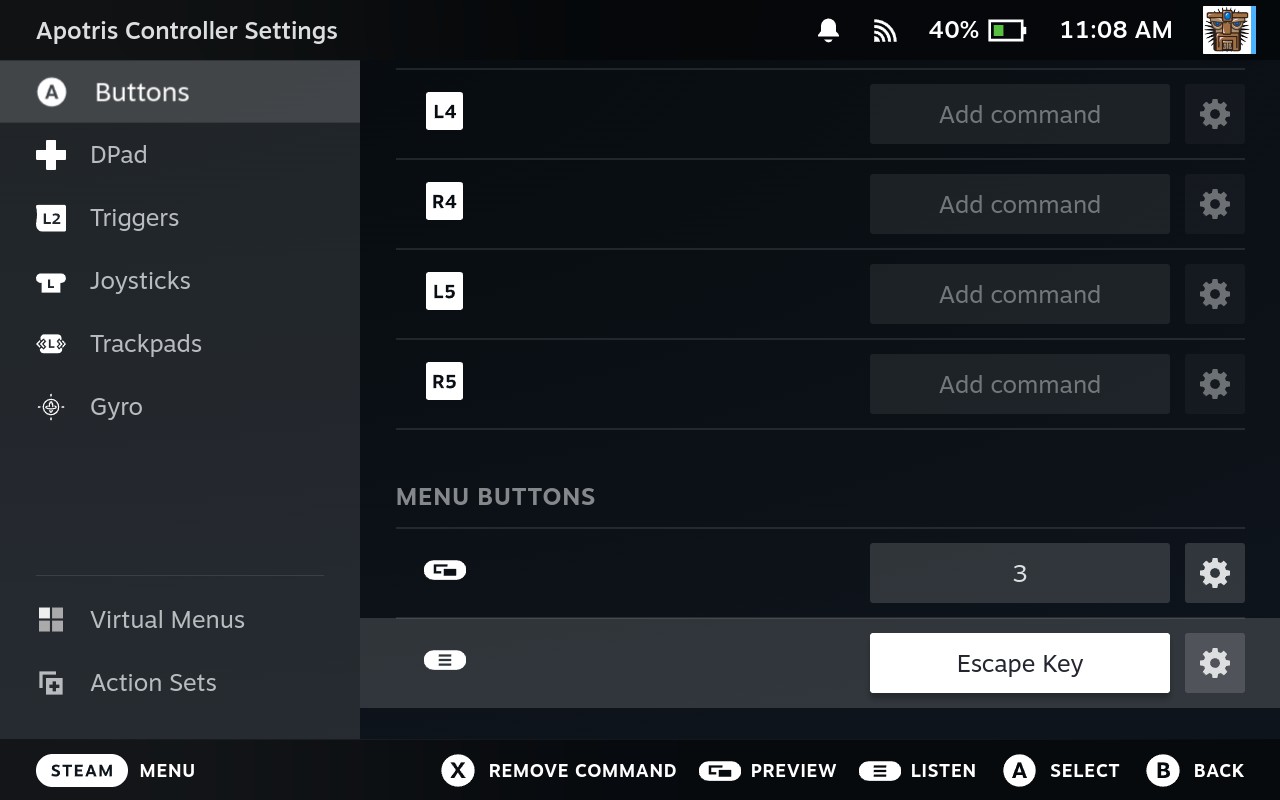 Apotris Controller Settings
40%
11:08 AM
A Buttons
DPad
L2 Triggers
L Joysticks
L Trackpads
Gyro
Virtual Menus
Action Sets
L4 Add command
R4 Add command
L5 Add command
R5 Add command
MENU BUTTONS
3
Escape Key
STEAM MENU
X REMOVE COMMAND
PREVIEW
LISTEN
A SELECT
B BACK